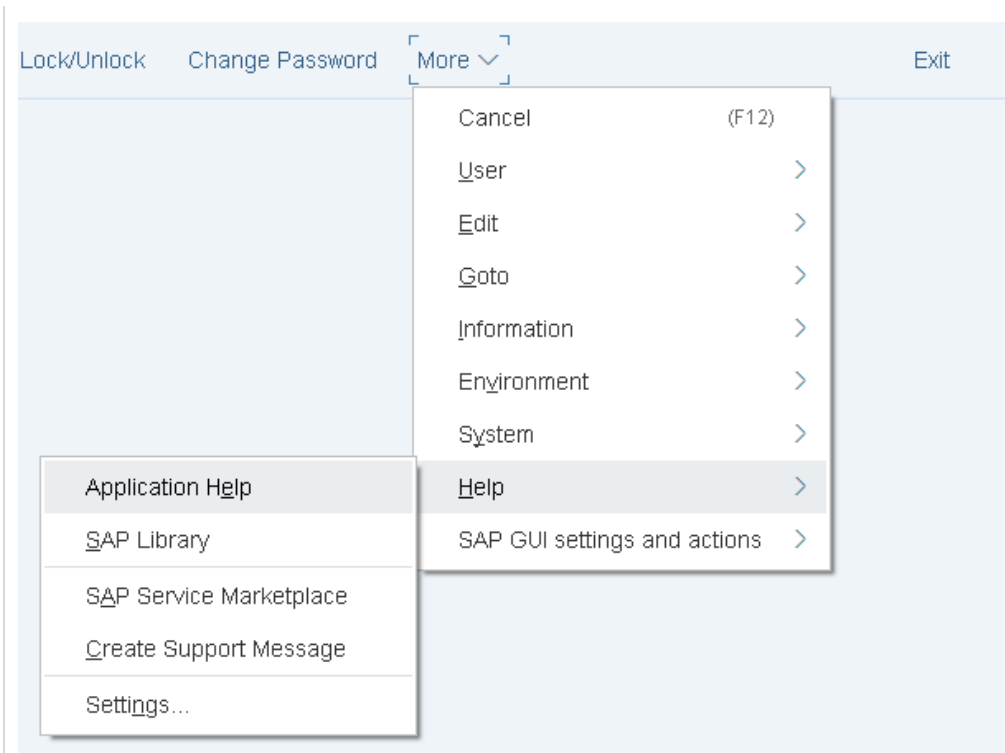 Lock/Unlock Change Password More Exit
Cancel (F12)
User
Edit
Goto
Information
Environment
System
Help
SAP GUI settings and actions
Application Help
SAP Library
SAP Service Marketplace
Create Support Message
Settings...